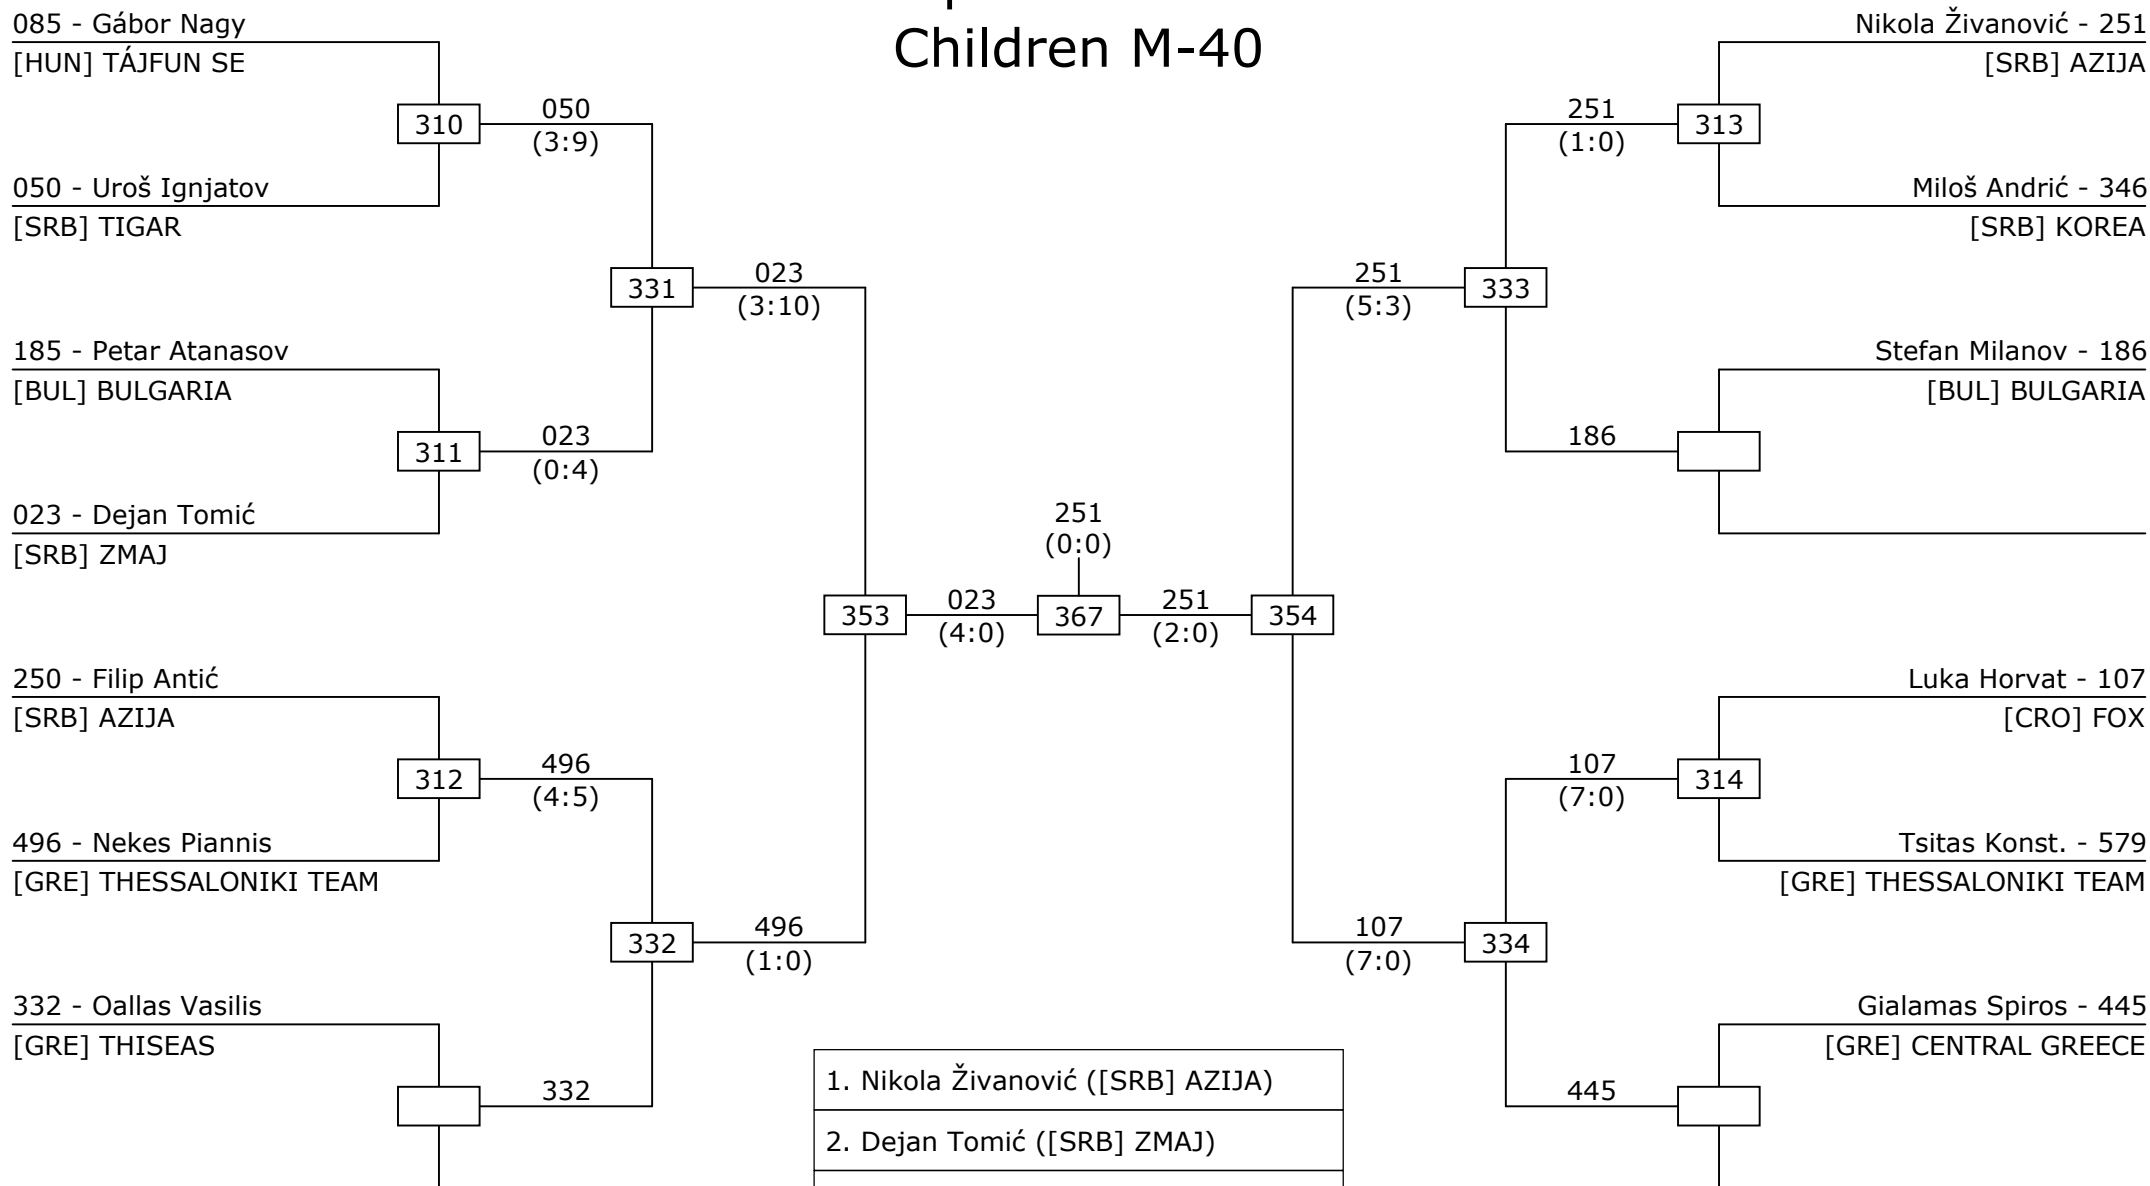 Children M-40
085 - Gábor Nagy
[HUN] TÁJFUN SE
310
050
(3:9)
050 - Uroš Ignjatov
[SRB] TIGAR
331
023
(3:10)
185 - Petar Atanasov
[BUL] BULGARIA
311
023
(0:4)
023 - Dejan Tomić
[SRB] ZMAJ
353
023
(4:0)
250 - Filip Antić
[SRB] AZIJA
312
496
(4:5)
496 - Nekes Piannis
[GRE] THESSALONIKI TEAM
332
496
(1:0)
332 - Oallas Vasilis
[GRE] THISEAS
332
251
(0:0)
367
Nikola Živanović - 251
[SRB] AZIJA
251
(1:0)
313
Miloš Andrić - 346
[SRB] KOREA
251
(5:3)
333
Stefan Milanov - 186
[BUL] BULGARIA
186
251
(2:0)
354
Luka Horvat - 107
[CRO] FOX
107
(7:0)
314
Tsitas Konst. - 579
[GRE] THESSALONIKI TEAM
107
(7:0)
334
Gialamas Spiros - 445
[GRE] CENTRAL GREECE
445
1. Nikola Živanović ([SRB] AZIJA)
2. Dejan Tomić ([SRB] ZMAJ)